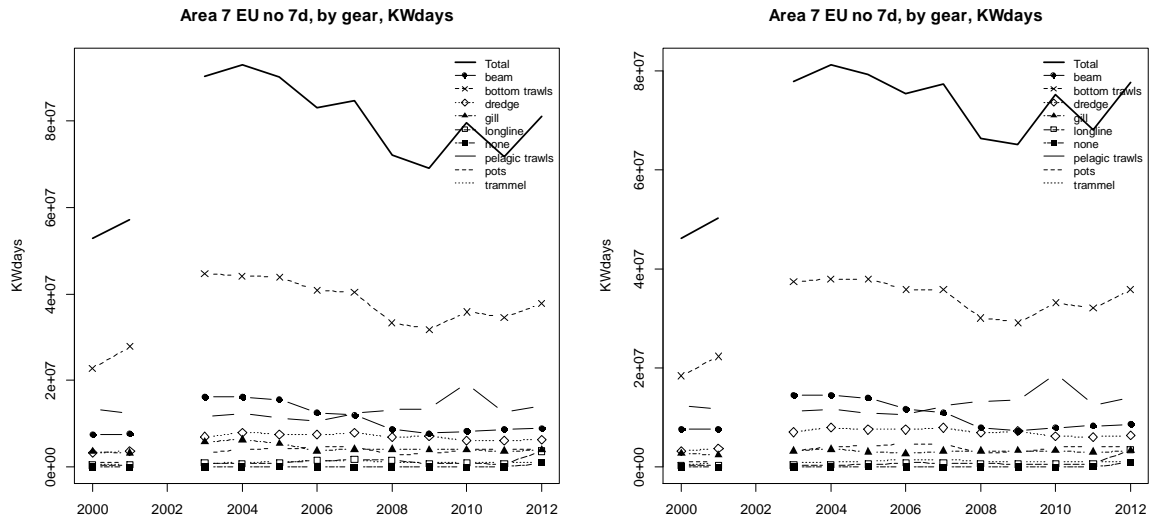 Area 7 EU no 7d, by gear, KWdays
KWdays
8e+07
6e+07
4e+07
2e+07
0e+00
2000 2002 2004 2006 2008 2010 2012
Total
beam
bottom trawls
dredge
gill
longline
none
pelagic trawls
pots
trammel
Area 7 EU no 7d, by gear, KWdays
KWdays
8e+07
6e+07
4e+07
2e+07
0e+00
2000 2002 2004 2006 2008 2010 2012
Total
beam
bottom trawls
dredge
gill
longline
none
pelagic trawls
pots
trammel